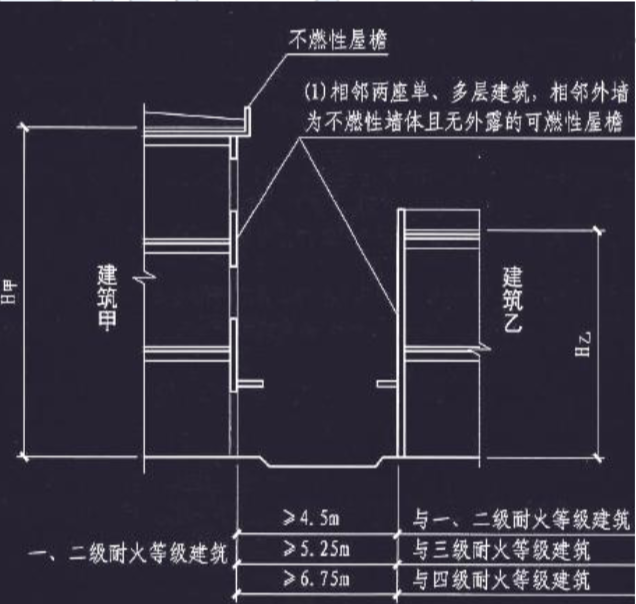 不燃性屋檐
(1)相邻两座单、多层建筑，相邻外墙
为不燃性墙体且无外露的可燃性屋檐
H甲
建筑甲
建筑乙
H乙
≥4.5m
与一、二级耐火等级建筑
一、二级耐火等级建筑
≥5.25m
与三级耐火等级建筑
≥6.75m
与四级耐火等级建筑